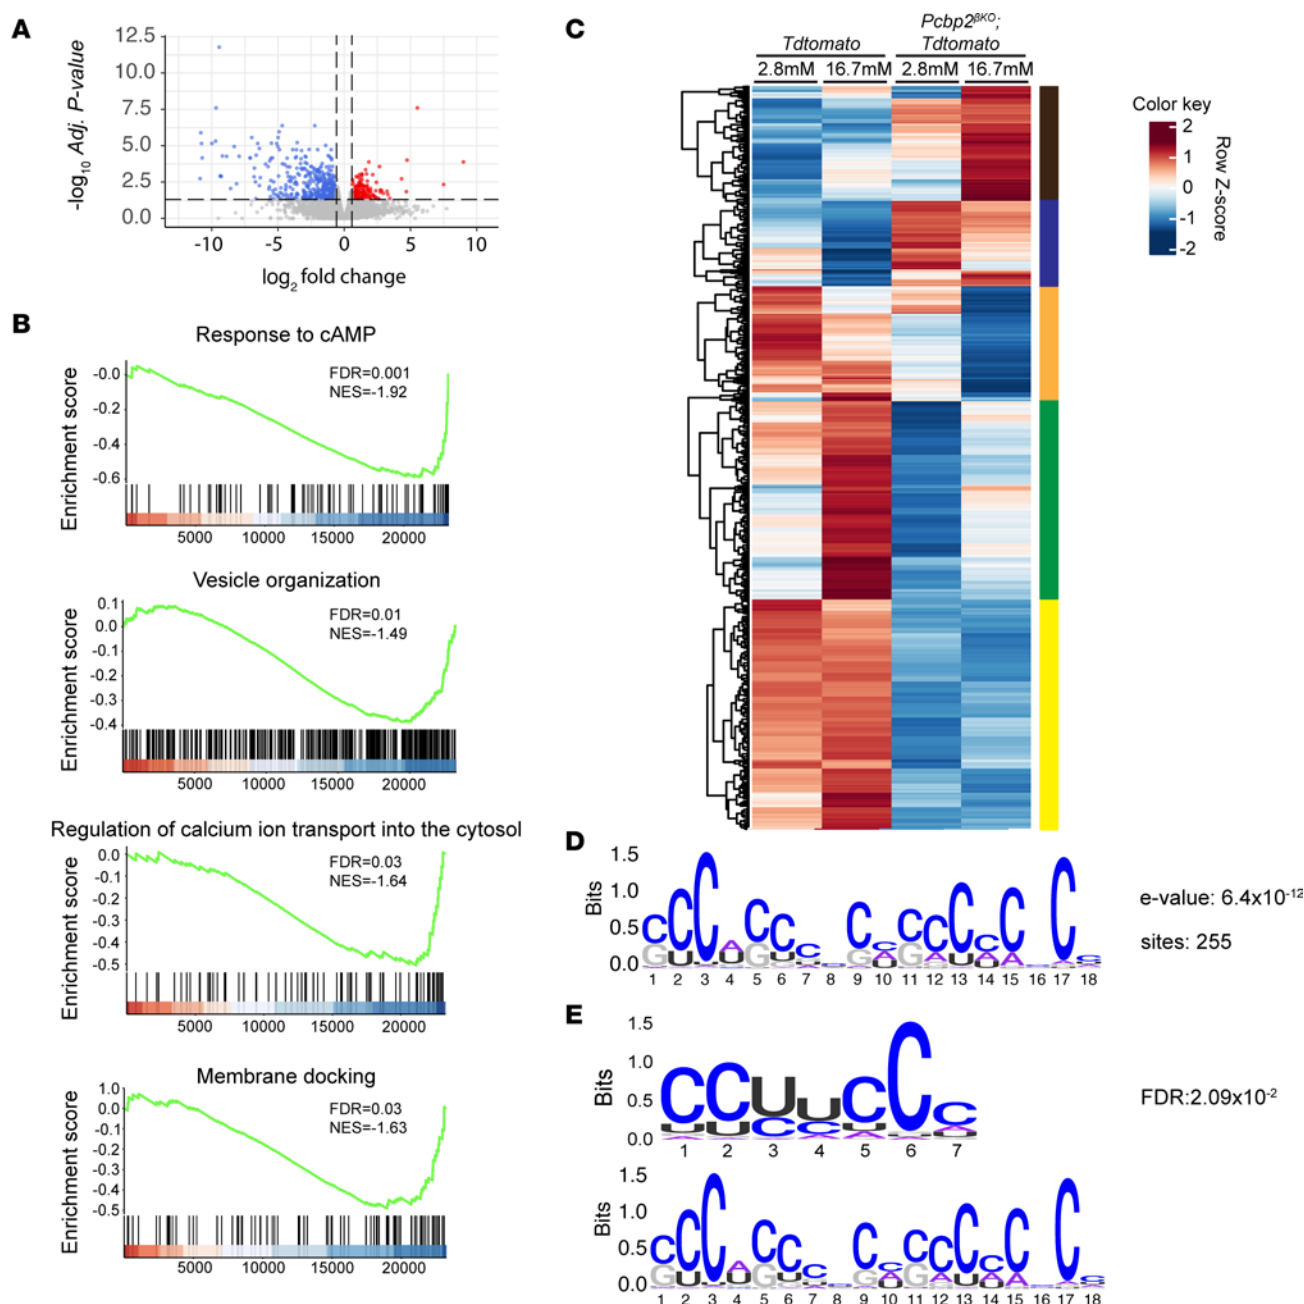 A
12.5
10.0
7.5
5.0
2.5
0.0
-log10 Adj. P-value
-10 -5 0 5 10
log2 fold change
B
Response to cAMP
FDR=0.001
NES=-1.92
-0.0
-0.2
-0.4
-0.6
Enrichment score
5000 10000 15000 20000
Vesicle organization
FDR=0.01
NES=-1.49
0.1
0.0
-0.1
-0.2
-0.3
-0.4
Enrichment score
5000 10000 15000 20000
Regulation of calcium ion transport into the cytosol
FDR=0.03
NES=-1.64
0.0
-0.1
-0.2
-0.3
-0.4
-0.5
Enrichment score
5000 10000 15000 20000
Membrane docking
FDR=0.03
NES=-1.63
1.0
0.0
-0.1
-0.2
-0.3
-0.4
-0.5
Enrichment score
5000 10000 15000 20000
C
Pcbp2βKO;
Tdtomato Tdtomato
2.8mM 16.7mM 2.8mM 16.7mM
Color key
2
1
0
-1
-2
Row Z-score
D
1.5
1.0
0.5
0.0
Bits
1 2 3 4 5 6 7 8 9 10 11 12 13 14 15 16 17 18
e-value: 6.4x10-12
sites: 255
E
1.5
1.0
0.5
0.0
Bits
1 2 3 4 5 6 7
FDR:2.09x10-2
1.5
1.0
0.5
0.0
Bits
1 2 3 4 5 6 7 8 9 10 11 12 13 14 15 16 17 18